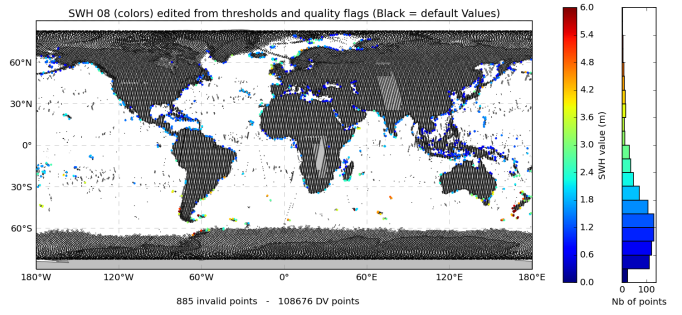 SWH 08 (colors) edited from thresholds and quality flags (Black = default Values)
60°N
30°N
0°
30°S
60°S
180°W 120°W 60°W 0° 60°E 120°E 180°E
885 invalid points - 108676 DV points
6.0
5.4
4.8
4.2
3.6
3.0
2.4
1.8
1.2
0.6
0.0
SWH value (m)
0 100
Nb of points